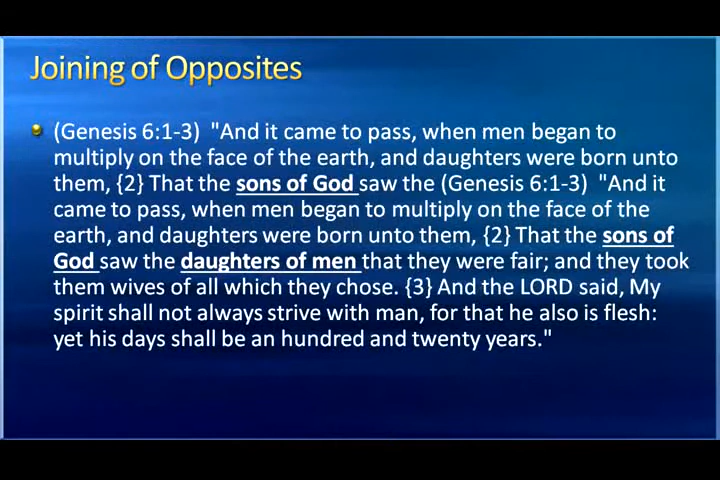 Joining of Opposites
(Genesis 6:1-3)  "And it came to pass, when men began to
multiply on the face of the earth, and daughters were born unto
them, {2} That the sons of God saw the (Genesis 6:1-3)  "And it
came to pass, when men began to multiply on the face of the
earth, and daughters were born unto them, {2} That the sons of
God saw the daughters of men that they were fair; and they took
them wives of all which they chose. {3} And the LORD said, My
spirit shall not always strive with man, for that he also is flesh:
yet his days shall be an hundred and twenty years."